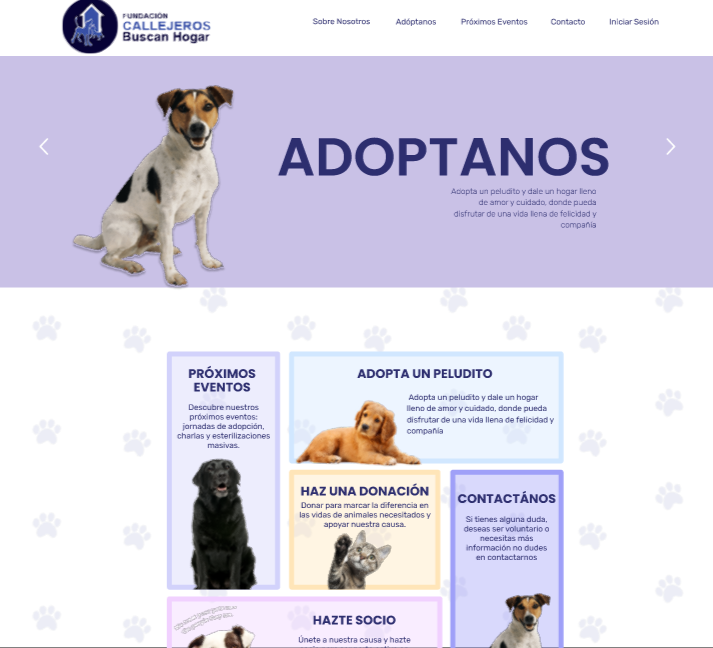 FUNDACIÓN
CALLEJEROS
Buscan Hogar
Sobre Nosotros
Adóptanos
Próximos Eventos
Contacto
Iniciar Sesión
ADOPTANOS
Adopta un peludito y dale un hogar lleno
de amor y cuidado, donde pueda
disfrutar de una vida llena de felicidad y
compañía
PRÓXIMOS
EVENTOS
Descubre nuestros
próximos eventos:
jornadas de adopción,
charlas y esterilizaciones
masivas.
ADOPTA UN PELUDITO
Adopta un peludito y dale un hogar
lleno de amor y cuidado, donde pueda
disfrutar de una vida llena de felicidad y
compañía
HAZ UNA DONACIÓN
Donar para marcar la diferencia en
las vidas de animales necesitados y
apoyar nuestra causa.
CONTACTÁNOS
Si tienes alguna duda,
deseas ser voluntario o
necesitas más
información no dudes
en contactarnos
HAZTE SOCIO
Únete a nuestra causa y hazte